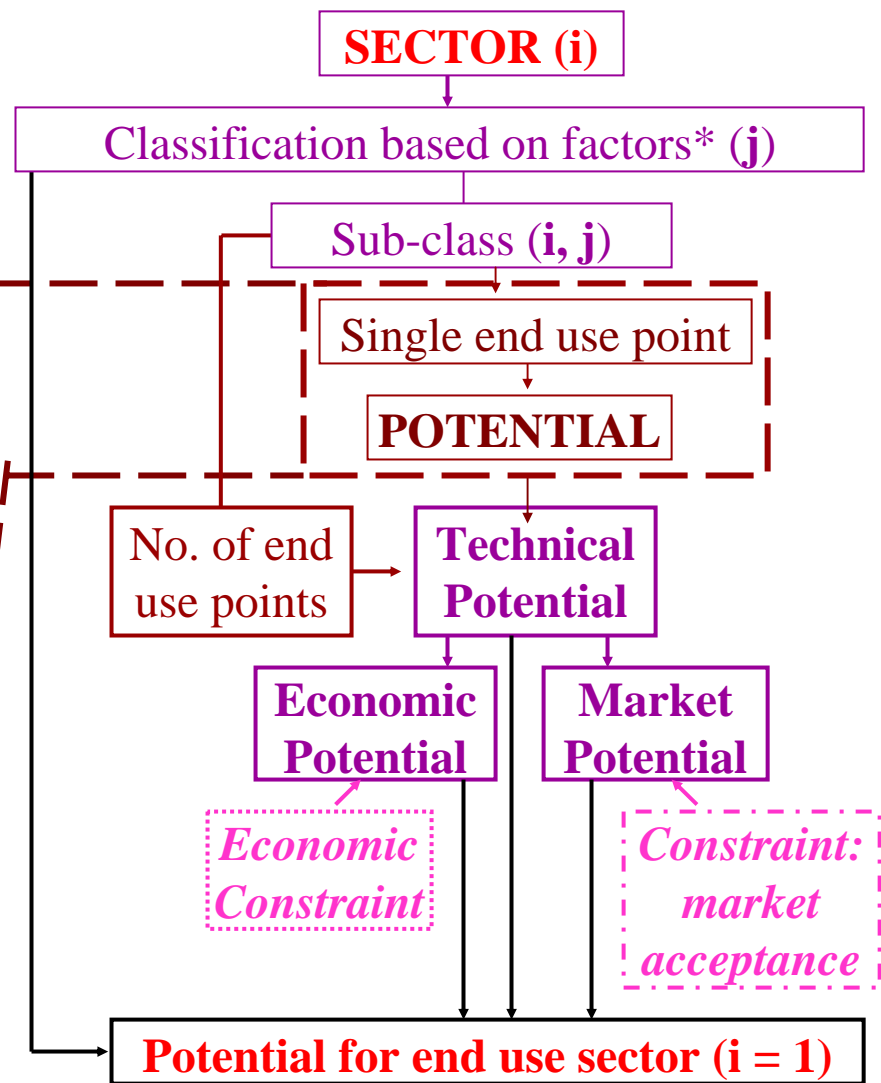 SECTOR (i)
Classification based on factors* (j)
Sub-class (i, j)
Single end use point
POTENTIAL
No. of end
use points
Technical
Potential
Economic
Potential
Market
Potential
Economic
Constraint
Constraint:
market
acceptance
Potential for end use sector (i = 1)